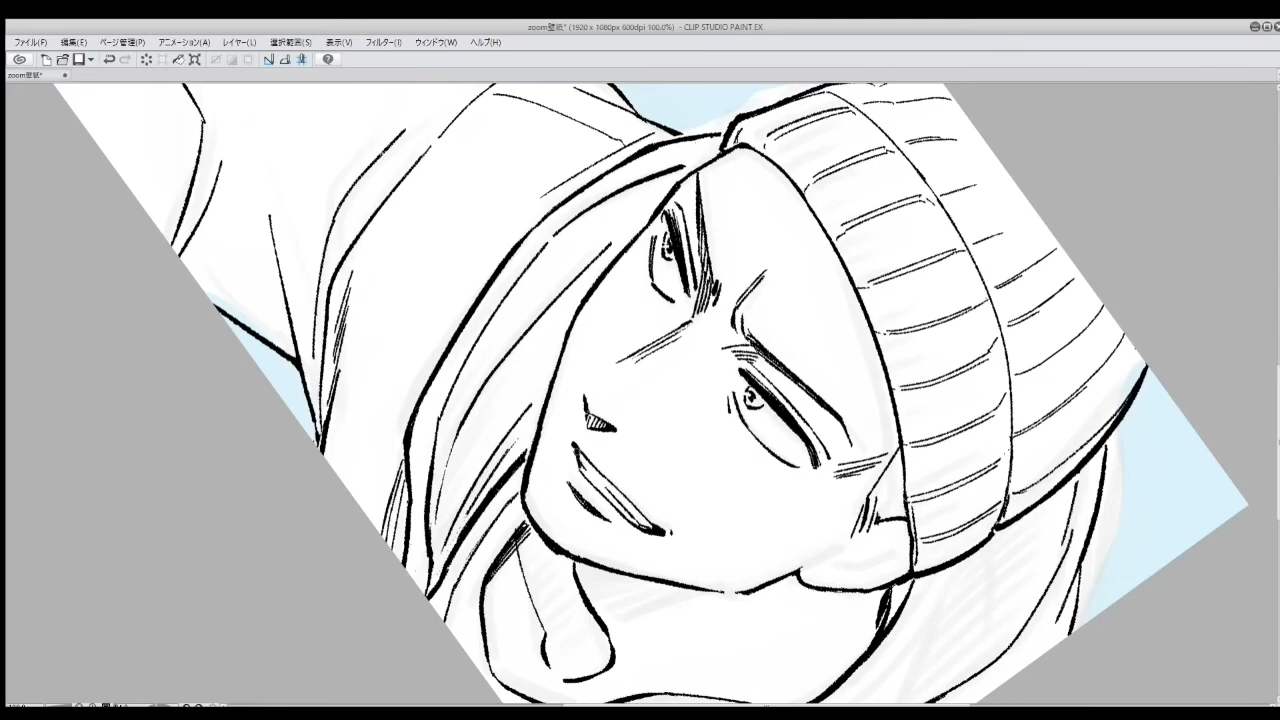 zoom壁紙* (1920 x 1080px 600dpi 100.0%) - CLIP STUDIO PAINT EX
ファイル(F) 編集(E) ページ管理(P) アニメーション(A) レイヤー(L) 選択範囲(S) 表示(V) フィルター(I) ウィンドウ(W) ヘルプ(H)
zoom壁紙*